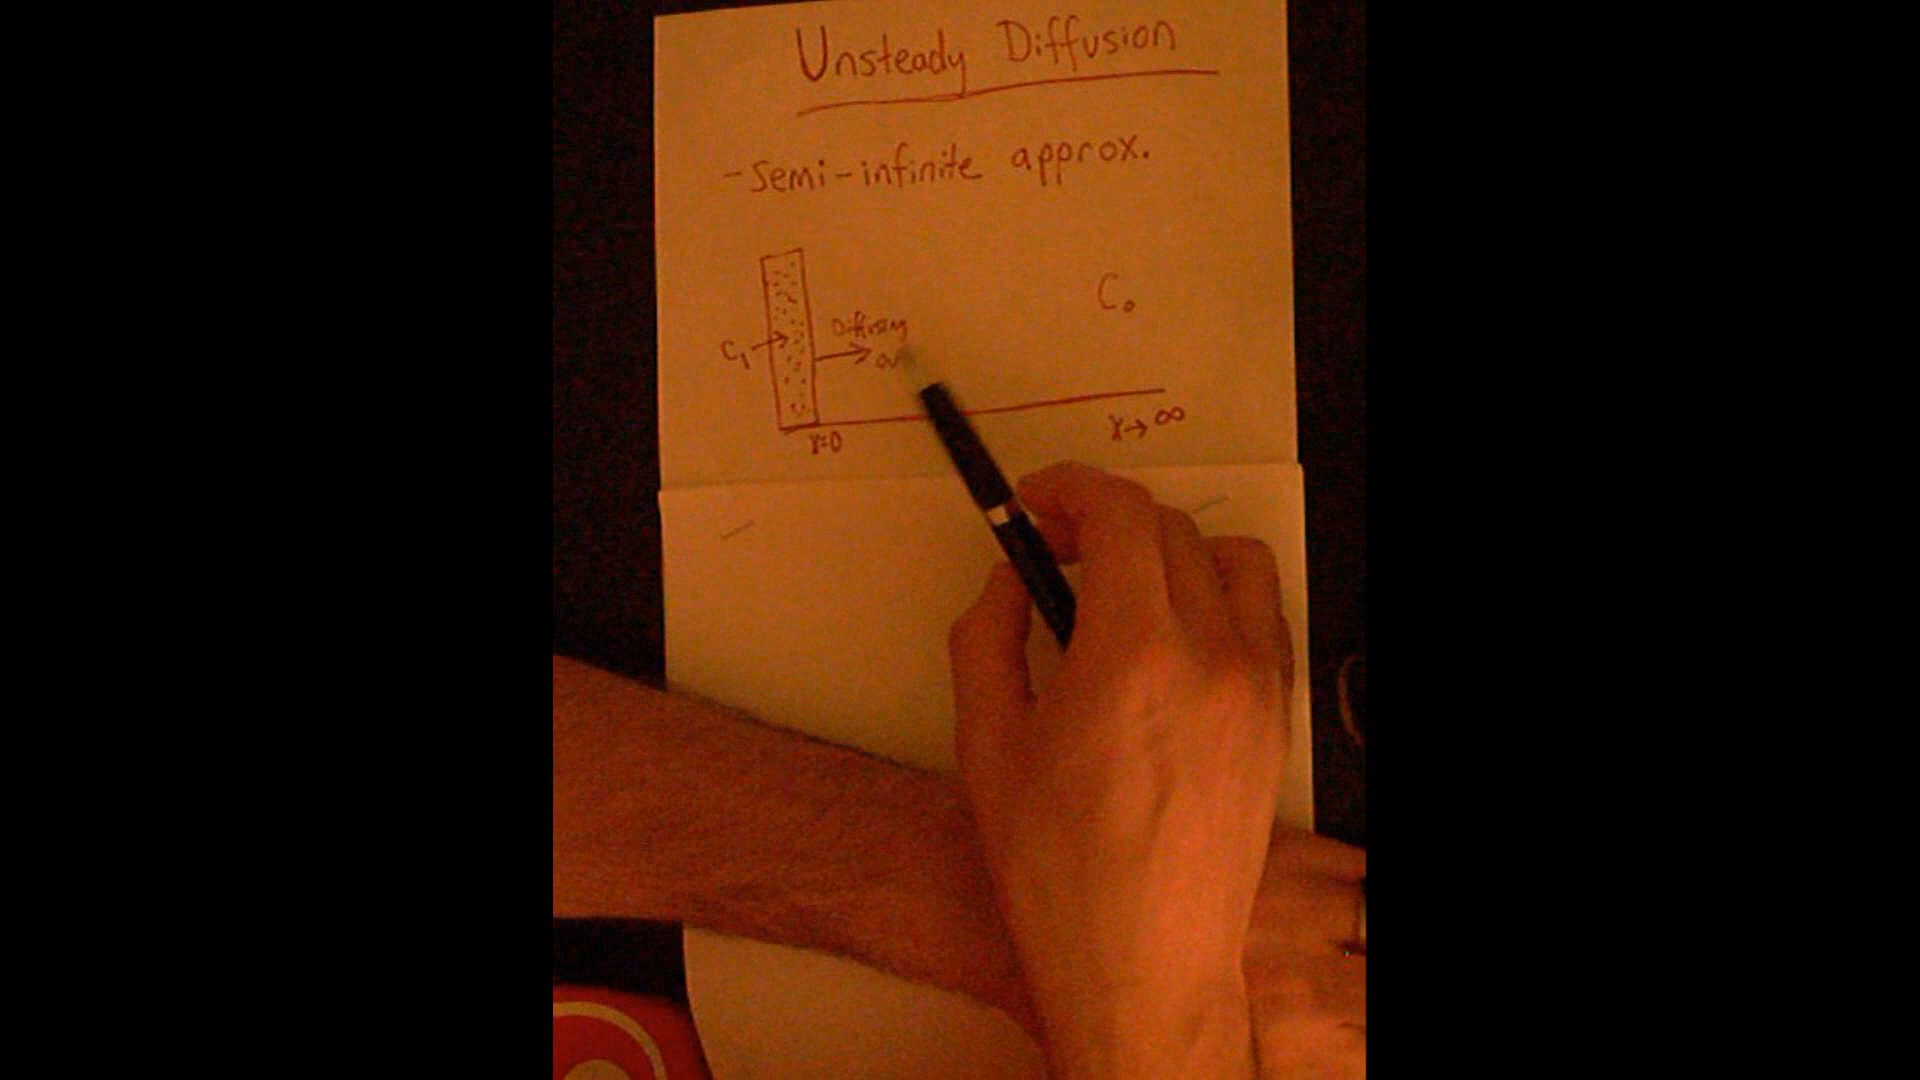 Unsteady Diffusion
- Semi-infinite approx.
C₀
Diffusing
C₁
x=0
x→∞